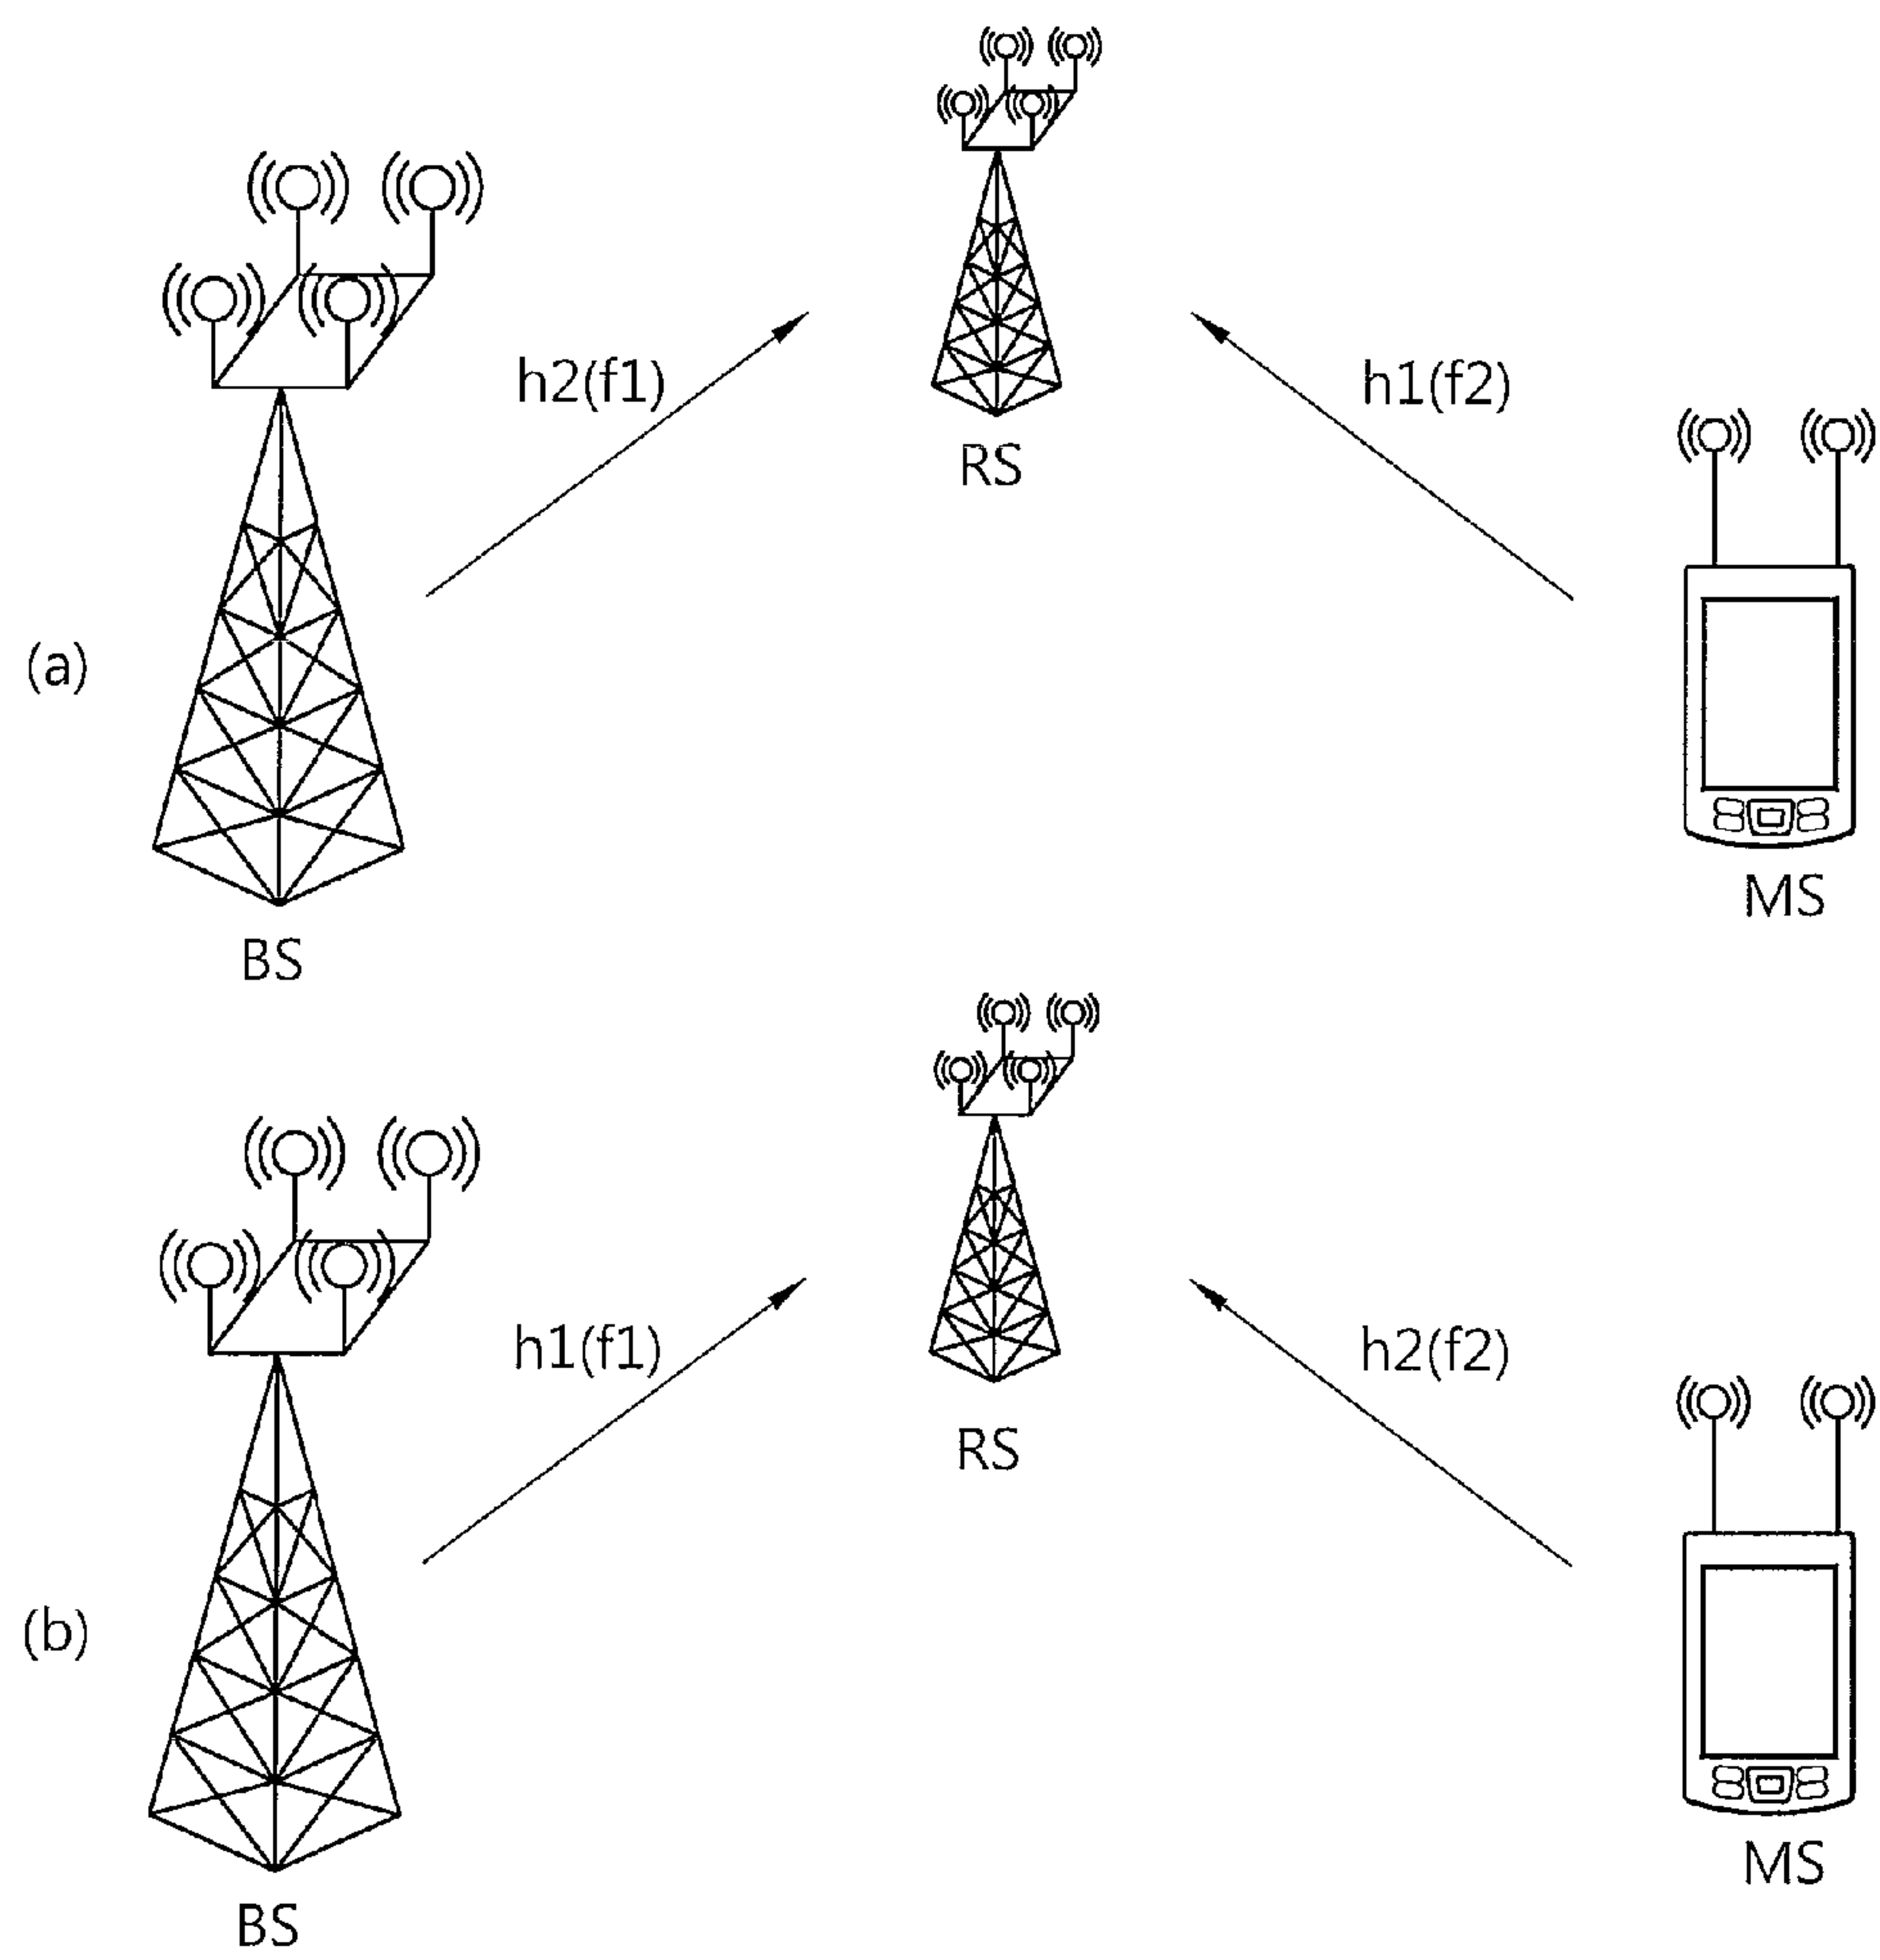 h2(f1)
h1(f2)
RS
(a)
MS
BS
h1(f1)
h2(f2)
RS
(b)
MS
BS